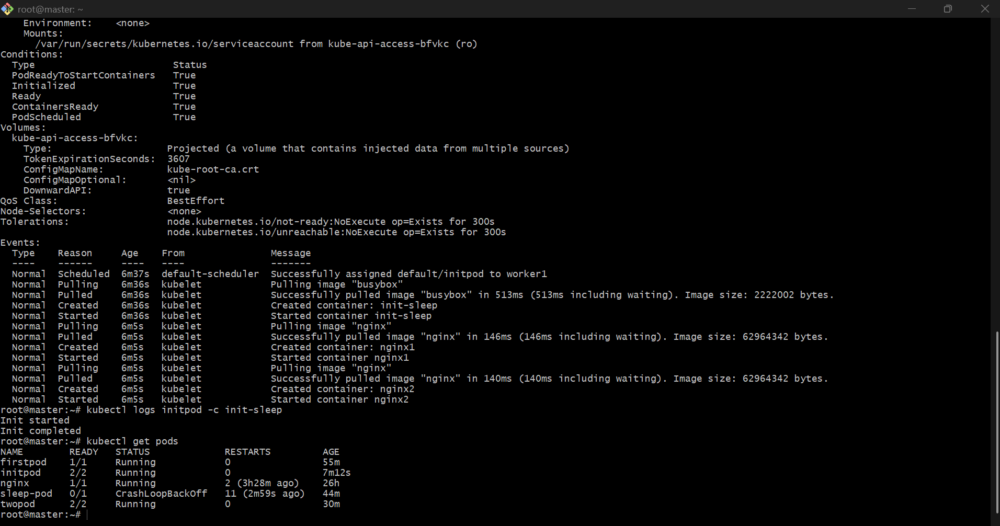 root@master: ~
Environment:    <none>
Mounts:
/var/run/secrets/kubernetes.io/serviceaccount from kube-api-access-bfvkc (ro)
Conditions:
Type                        Status
PodReadyToStartContainers   True
Initialized                 True
Ready                       True
ContainersReady             True
PodScheduled                True
Volumes:
kube-api-access-bfvkc:
Type:                    Projected (a volume that contains injected data from multiple sources)
TokenExpirationSeconds:  3607
ConfigMapName:           kube-root-ca.crt
ConfigMapOptional:       <nil>
DownwardAPI:             true
QoS Class:                   BestEffort
Node-Selectors:              <none>
Tolerations:                 node.kubernetes.io/not-ready:NoExecute op=Exists for 300s
node.kubernetes.io/unreachable:NoExecute op=Exists for 300s
Events:
Type    Reason     Age    From               Message
----    ------     ----   ----               -------
Normal  Scheduled  6m37s  default-scheduler  Successfully assigned default/initpod to worker1
Normal  Pulling    6m36s  kubelet            Pulling image "busybox"
Normal  Pulled     6m36s  kubelet            Successfully pulled image "busybox" in 513ms (513ms including waiting). Image size: 2222002 bytes.
Normal  Created    6m36s  kubelet            Created container: init-sleep
Normal  Started    6m36s  kubelet            Started container init-sleep
Normal  Pulling    6m5s   kubelet            Pulling image "nginx"
Normal  Pulled     6m5s   kubelet            Successfully pulled image "nginx" in 146ms (146ms including waiting). Image size: 62964342 bytes.
Normal  Created    6m5s   kubelet            Created container: nginx1
Normal  Started    6m5s   kubelet            Started container nginx1
Normal  Pulling    6m5s   kubelet            Pulling image "nginx"
Normal  Pulled     6m5s   kubelet            Successfully pulled image "nginx" in 140ms (140ms including waiting). Image size: 62964342 bytes.
Normal  Created    6m5s   kubelet            Created container: nginx2
Normal  Started    6m5s   kubelet            Started container nginx2
root@master:~# kubectl logs initpod -c init-sleep
Init started
Init completed
root@master:~# kubectl get pods
NAME        READY   STATUS             RESTARTS         AGE
firstpod    1/1     Running            0                55m
initpod     2/2     Running            0                7m12s
nginx       1/1     Running            2 (3h28m ago)    26h
sleep-pod   0/1     CrashLoopBackOff   11 (2m59s ago)   44m
twopod      2/2     Running            0                30m
root@master:~#